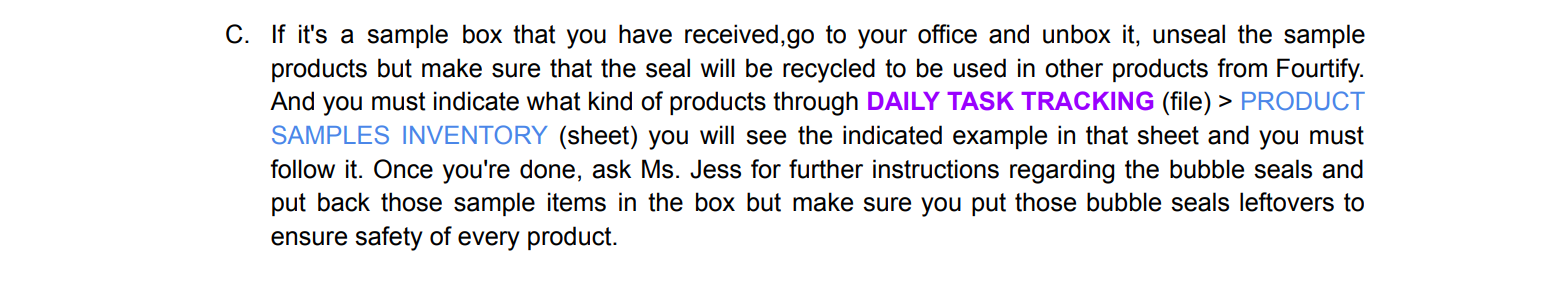 C. If it's a sample box that you have received,go to your office and unbox it, unseal the sample
products but make sure that the seal will be recycled to be used in other products from Fourtify.
And you must indicate what kind of products through DAILY TASK TRACKING (file) > PRODUCT
SAMPLES INVENTORY (sheet) you will see the indicated example in that sheet and you must
follow it. Once you're done, ask Ms. Jess for further instructions regarding the bubble seals and
put back those sample items in the box but make sure you put those bubble seals leftovers to
ensure safety of every product.